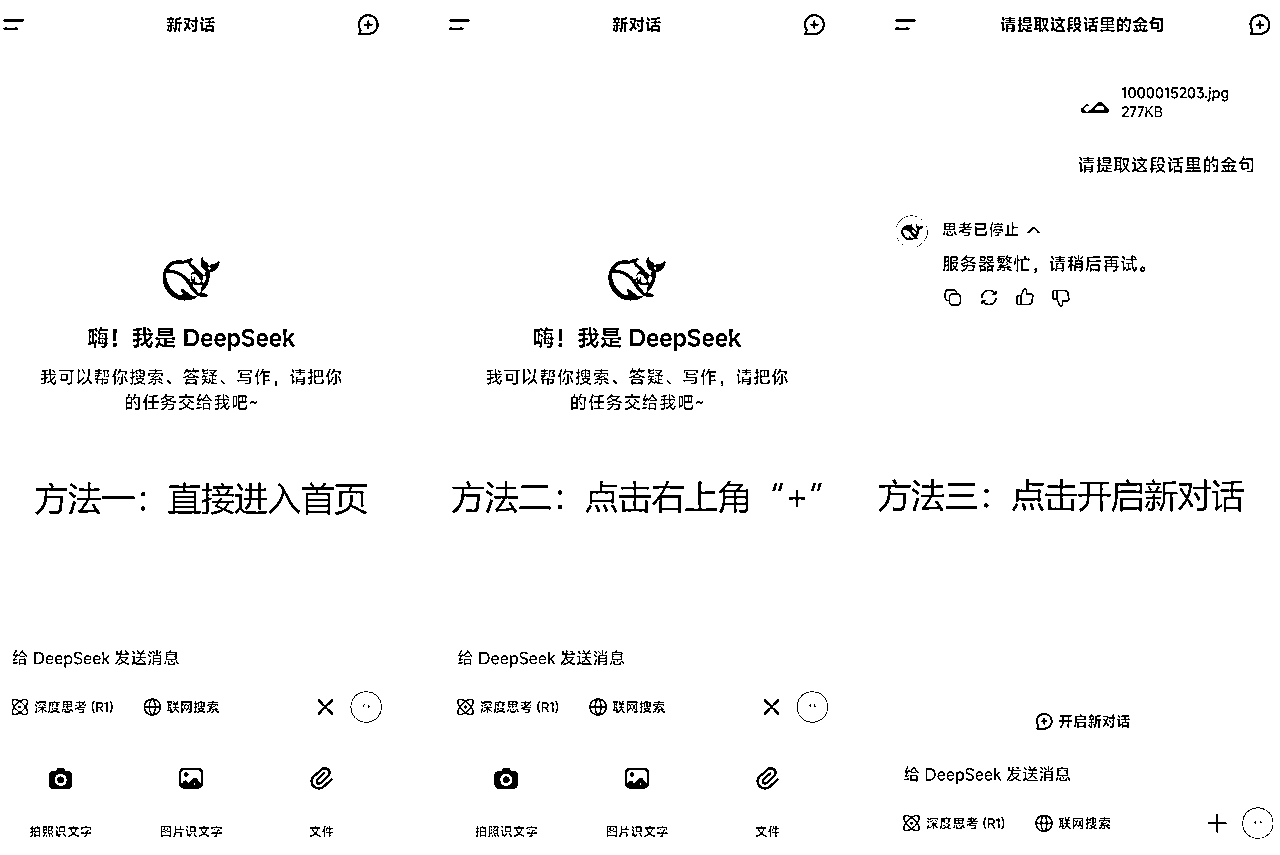 新对话
嗨！我是 DeepSeek
我可以帮你搜索、答疑、写作，请把你
的任务交给我吧~
方法一：直接进入首页
给 DeepSeek 发送消息
深度思考 (R1) 联网搜索
拍照识文字 图片识文字 文件
新对话
嗨！我是 DeepSeek
我可以帮你搜索、答疑、写作，请把你
的任务交给我吧~
方法二：点击右上角“+”
给 DeepSeek 发送消息
深度思考 (R1) 联网搜索
拍照识文字 图片识文字 文件
请提取这段话里的金句
1000015203.jpg
277KB
请提取这段话里的金句
思考已停止
服务器繁忙，请稍后再试。
方法三：点击开启新对话
开启新对话
给 DeepSeek 发送消息
深度思考 (R1) 联网搜索